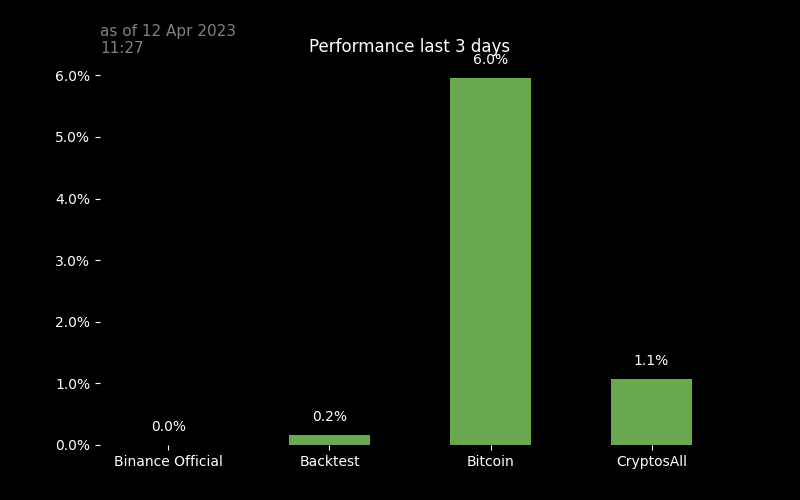 as of 12 Apr 2023
11:27
Performance last 3 days
6.0%
6.0%
5.0%
4.0%
3.0%
2.0%
1.1%
1.0%
0.2%
0.0%
0.0%
Binance Official
Backtest
Bitcoin
CryptosAll